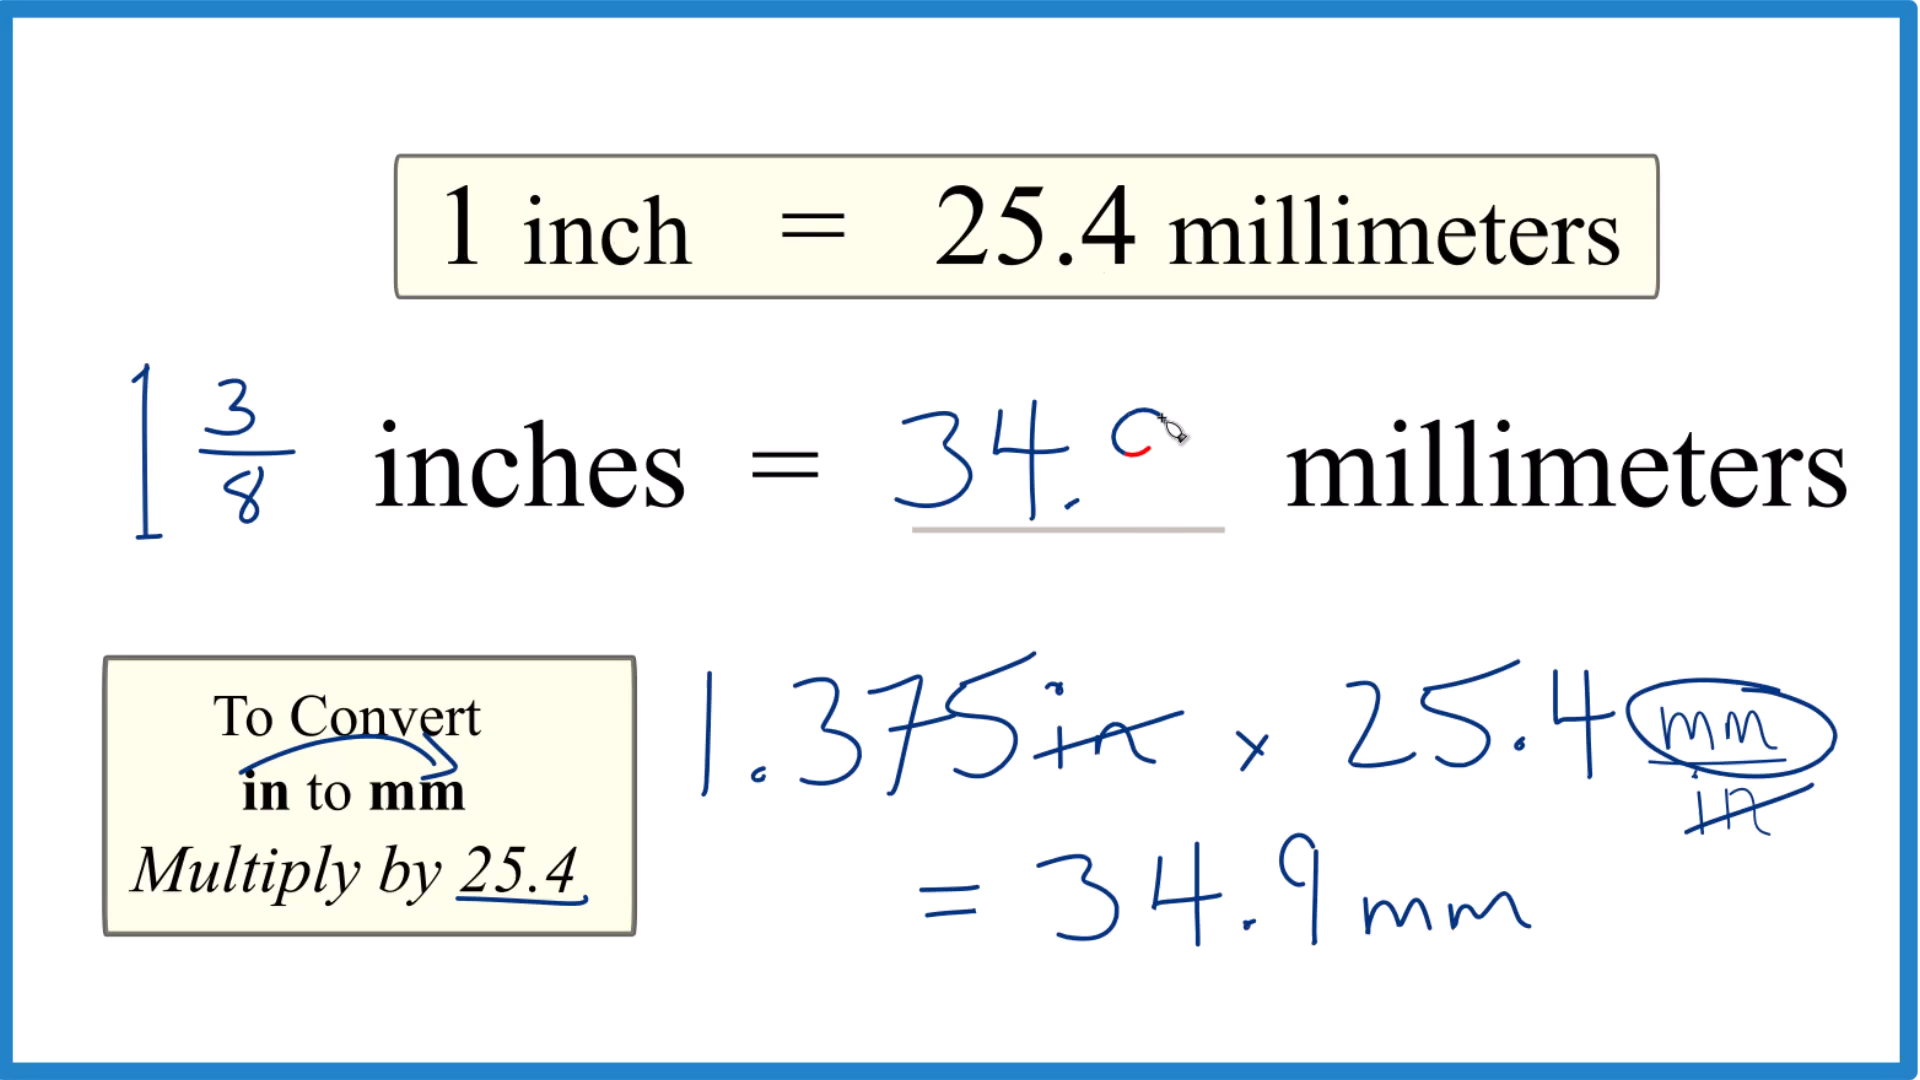 1 inch = 25.4 millimeters
1 3/8 inches = 34. millimeters
To Convert
in to mm
Multiply by 25.4
1.375 in x 25.4 mm/in
= 34.9 mm